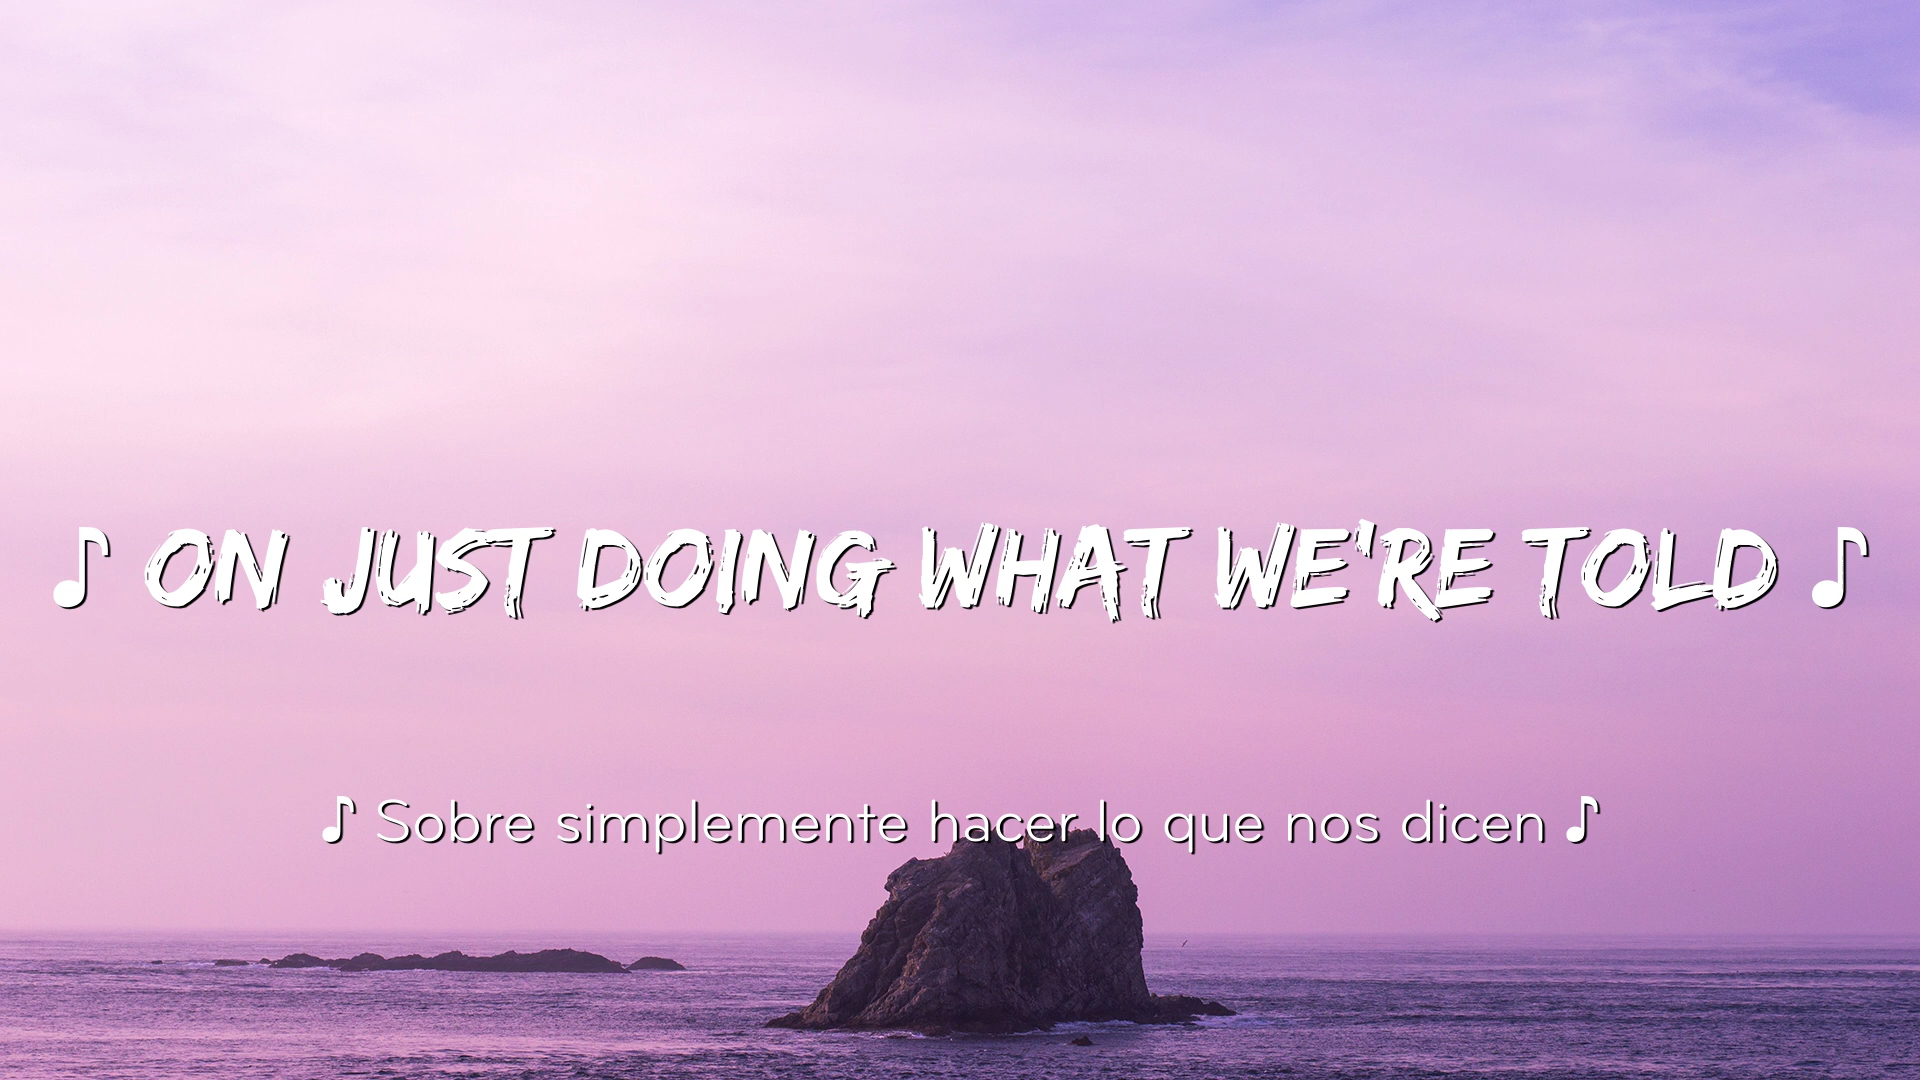 ♪ ON JUST DOING WHAT WE'RE TOLD ♪
♪ Sobre simplemente hacer lo que nos dicen ♪